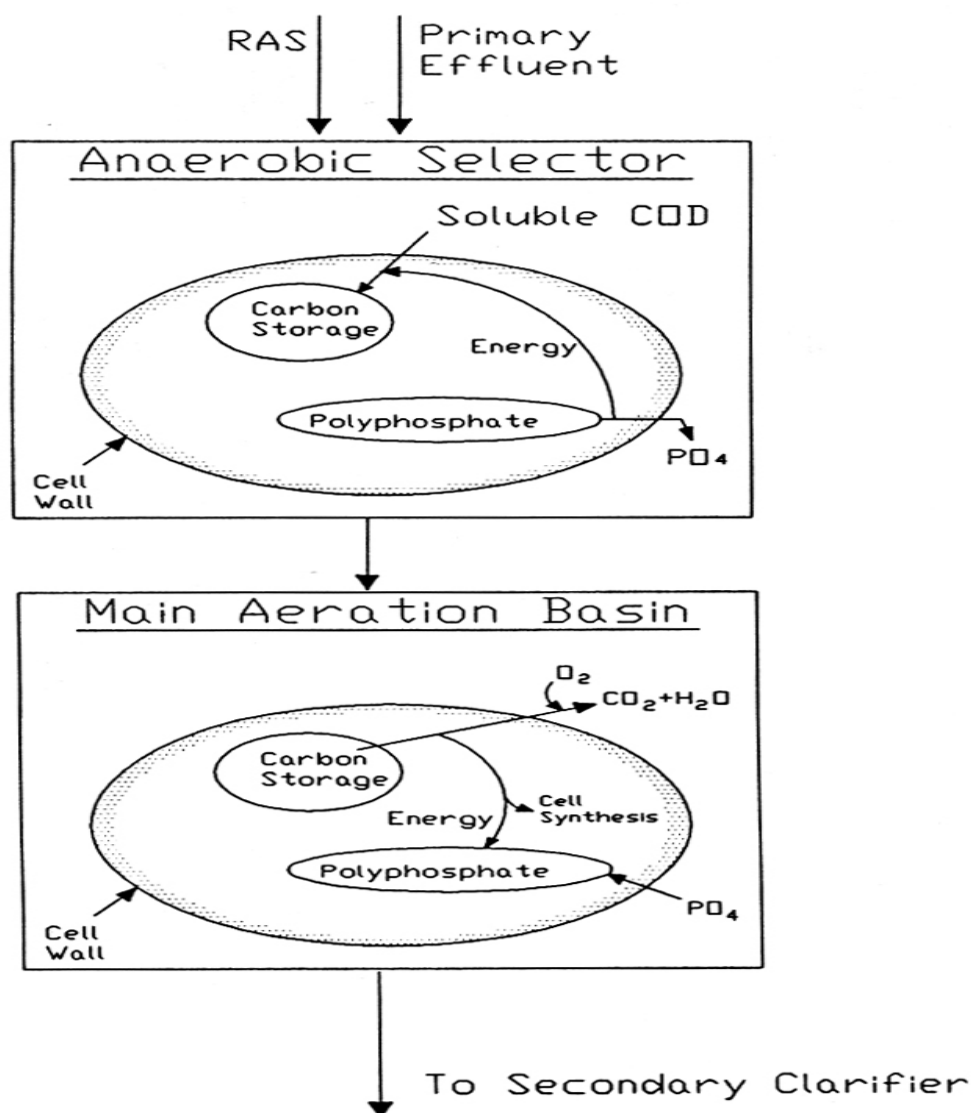 RAS
Primary
Effluent
Anaerobic Selector
Soluble COD
Carbon
Storage
Energy
Polyphosphate
PO₄
Cell
Wall
Main Aeration Basin
O₂
CO₂+H₂O
Carbon
Storage
Cell
Synthesis
Energy
Polyphosphate
PO₄
Cell
Wall
To Secondary Clarifier